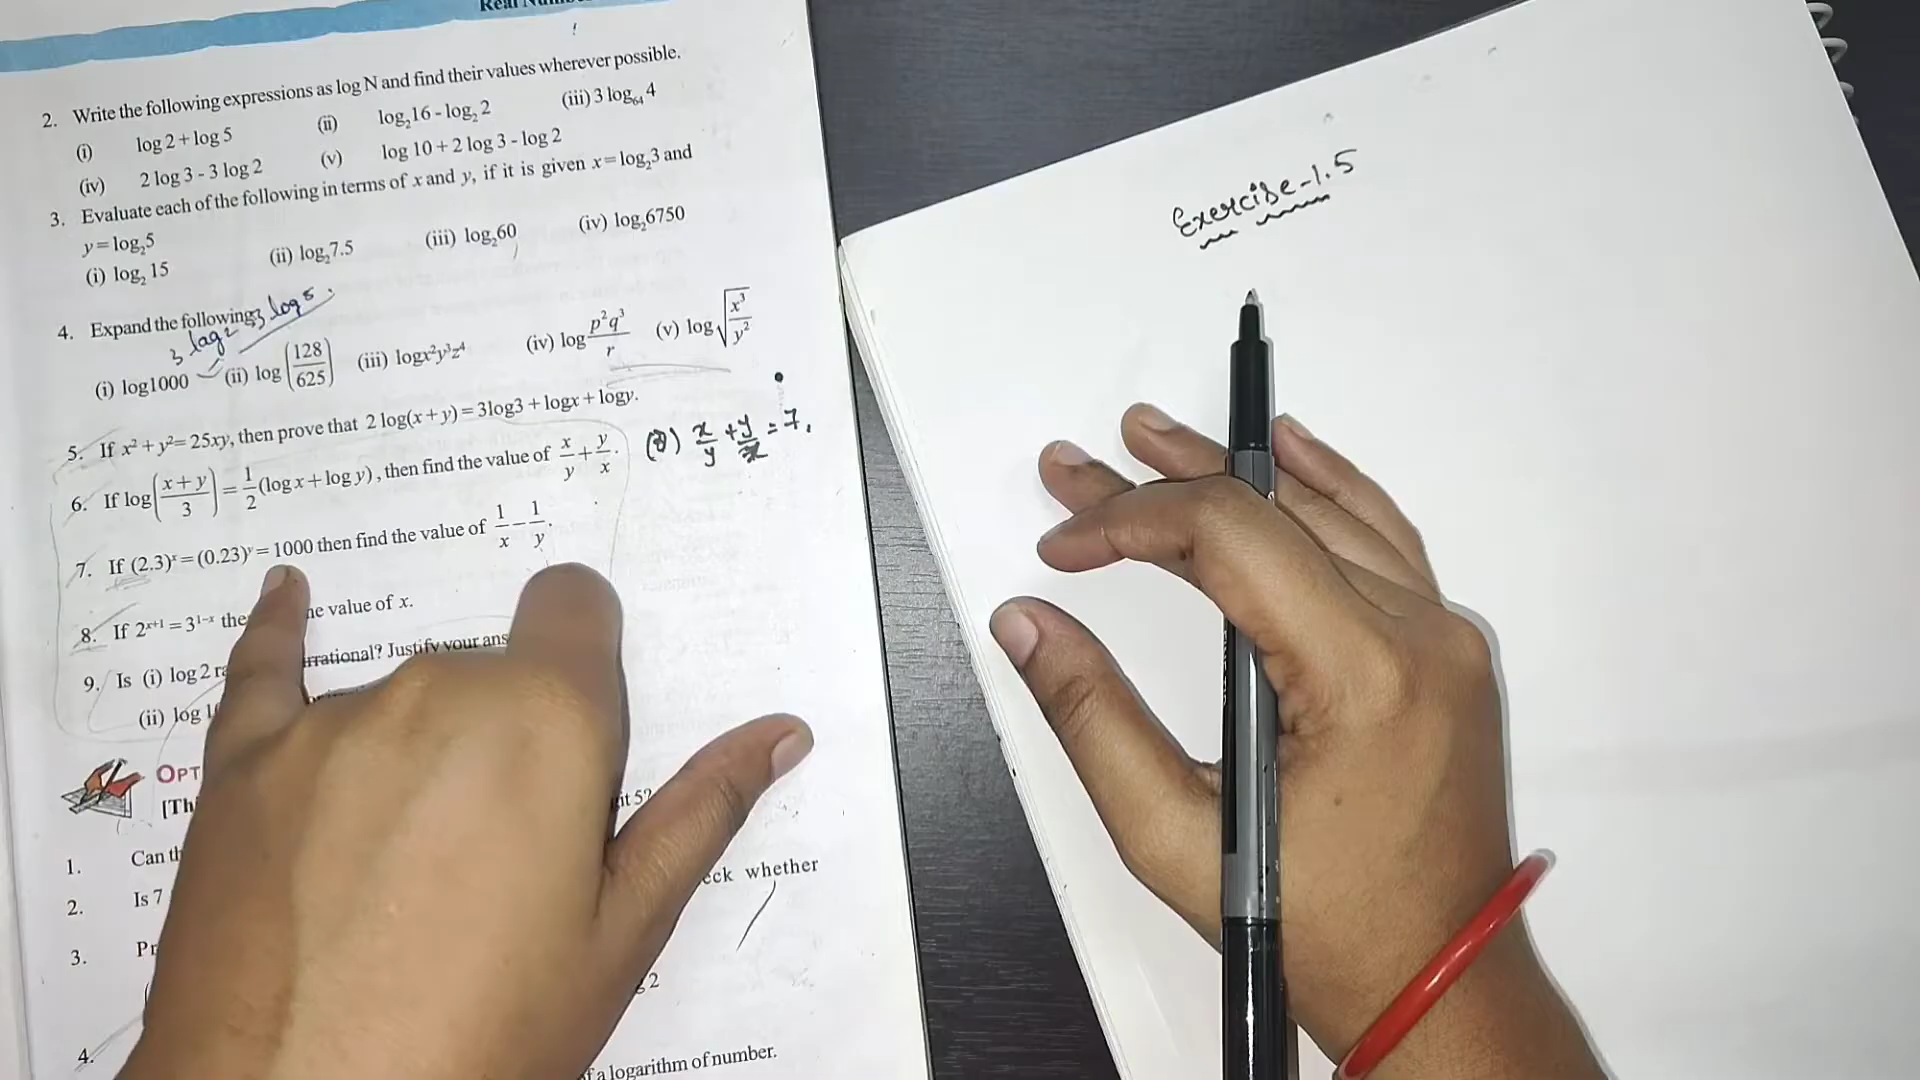 Real
2. Write the following expressions as log N and find their values wherever possible.
(i) log 2 + log 5 (ii) log₂16 - log₂ 2 (iii) 3 log₆₄ 4
(iv) 2 log 3 - 3 log 2 (v) log 10 + 2 log 3 - log 2
3. Evaluate each of the following in terms of x and y, if it is given x = log₂3 and
y = log₂5
(i) log₂ 15 (ii) log₂7.5 (iii) log₂60 (iv) log₂6750
4. Expand the following
3 log2 3 log 5
(i) log1000 (ii) log (128/625) (iii) logx²y³z⁴ (iv) log p²q³/r (v) log √(x³/y²)
5. If x² + y² = 25xy, then prove that 2 log(x + y) = 3log3 + logx + logy.
6. If log((x + y)/3) = 1/2 (log x + log y), then find the value of x/y + y/x.
x/y + y/x = 7.
7. If (2.3)ˣ = (0.23)ʸ = 1000 then find the value of 1/x - 1/y.
8. If 2ˣ⁺¹ = 3¹⁻ˣ the he value of x.
9. Is (i) log 2 ra irrational? Justify your ans
(ii) log 1
OPT
[Thi
it 5?
1. Can th
2. Is 7 eck whether
3. Pr
g 2
4. f a logarithm of number.
Exercise-1.5